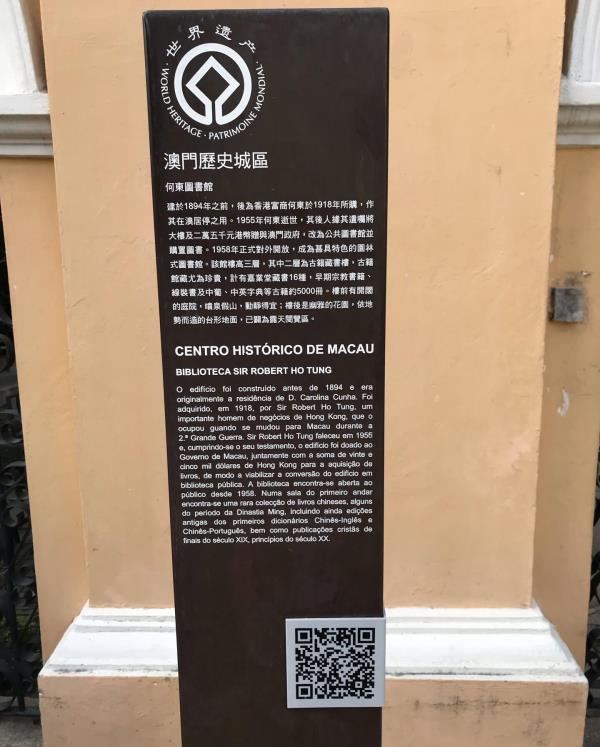 世界遗产
·WORLD HERITAGE · PATRIMOINE MONDIAL·
澳門歷史城區
何東圖書館
建於1894年之前，後為香港富商何東於1918年所購，作
其在澳居停之用。1955年何東逝世，其後人據其遺囑將
大樓及二萬五千元港幣贈與澳門政府，改為公共圖書館並
購置圖書。1958年正式對外開放，成為甚具特色的園林
式圖書館。該館樓高三層，其中二層為古籍藏書樓，古籍
館藏尤為珍貴，計有嘉業堂藏書16種，早期宗教書籍、
線裝書及中葡、中英字典等古籍約5000冊。樓前有開闊
的庭院，噴泉假山，動靜得宜；樓後是幽雅的花園，依地
勢而造的台形地面，已闢為露天閱覽區。
CENTRO HISTÓRICO DE MACAU
BIBLIOTECA SIR ROBERT HO TUNG
O edifício foi construído antes de 1894 e era
originalmente a residência de D. Carolina Cunha. Foi
adquirido, em 1918, por Sir Robert Ho Tung, um
importante homem de negócios de Hong Kong, que o
ocupou guando se mudou para Macau durante a
2.ª Grande Guerra. Sir Robert Ho Tung faleceu em 1955
e, cumprindo-se o seu testamento, o edifício foi doado ao
Governo de Macau, juntamente com a soma de vinte e
cinco mil dólares de Hong Kong para a aquisição de
livros, de modo a viabilizar a conversão do edifício em
biblioteca pública. A biblioteca encontra-se aberta ao
público desde 1958. Numa sala do primeiro andar
encontra-se uma rara colecção de livros chineses, alguns
do período da Dinastia Ming, incluindo ainda edições
antigas dos primeiros dicionários Chinês-Inglês e
Chinês-Português, bem como publicações cristãs de
finais do século XIX, princípios do século XX.